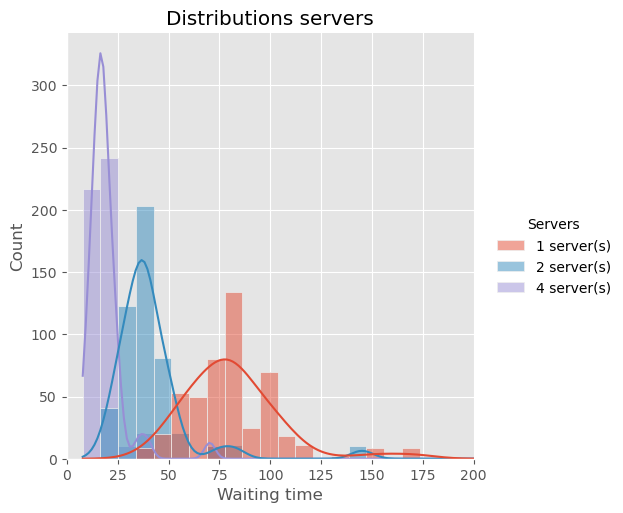 Distributions servers
300
250
200
150
100
50
0
Count
0 25 50 75 100 125 150 175 200
Waiting time
Servers
1 server(s)
2 server(s)
4 server(s)